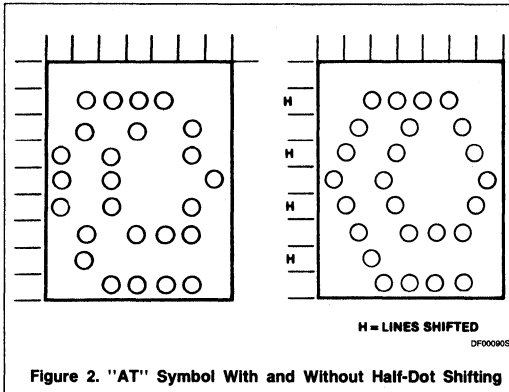 H
H
H
H
H = LINES SHIFTED
DF00090S
Figure 2. "AT" Symbol With and Without Half-Dot Shifting